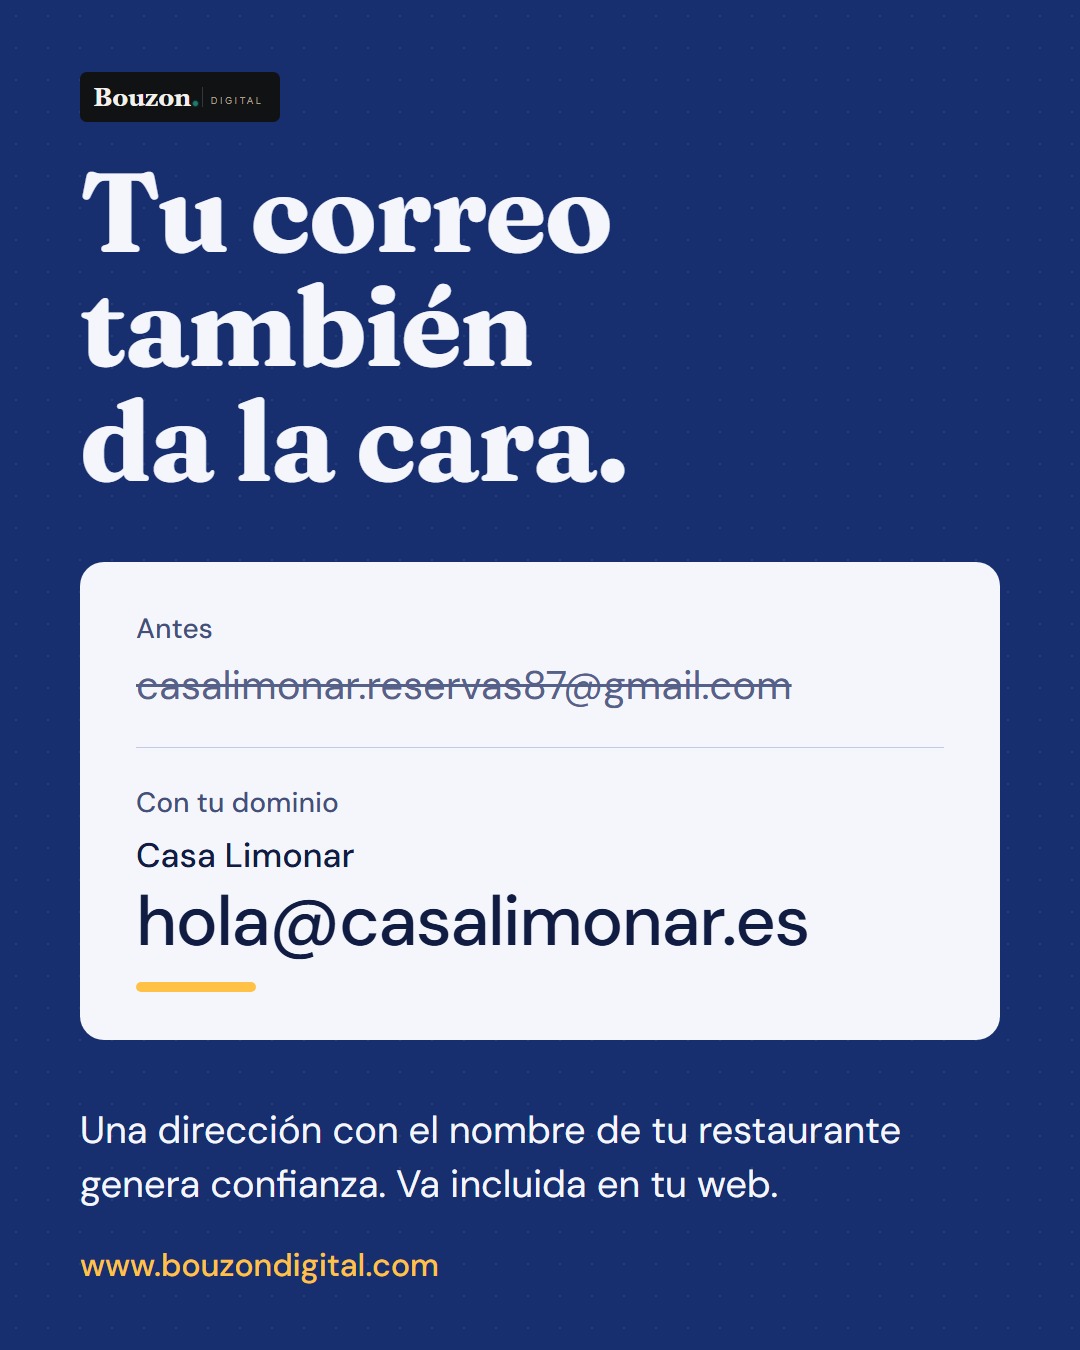 Bouzon. DIGITAL
Tu correo
también
da la cara.
Antes
casalimonar.reservas87@gmail.com
Con tu dominio
Casa Limonar
hola@casalimonar.es
Una dirección con el nombre de tu restaurante
genera confianza. Va incluida en tu web.
www.bouzondigital.com